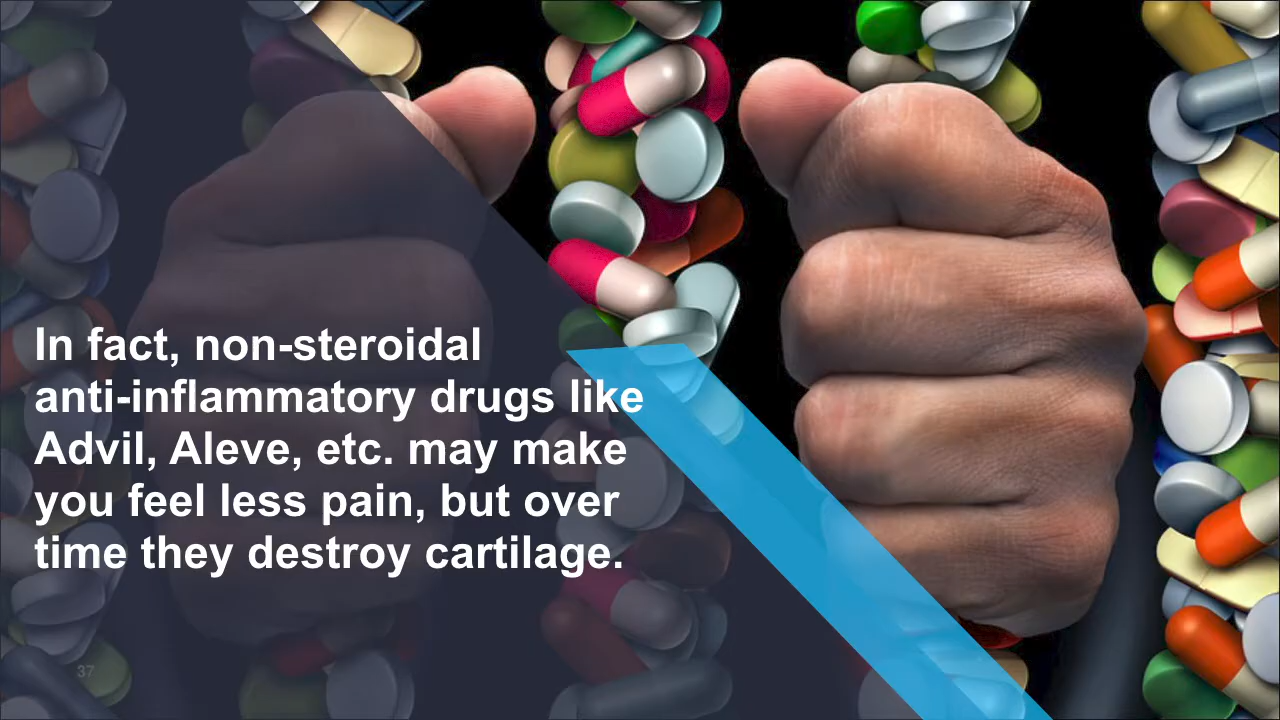 In fact, non-steroidal
anti-inflammatory drugs like
Advil, Aleve, etc. may make
you feel less pain, but over
time they destroy cartilage.
37